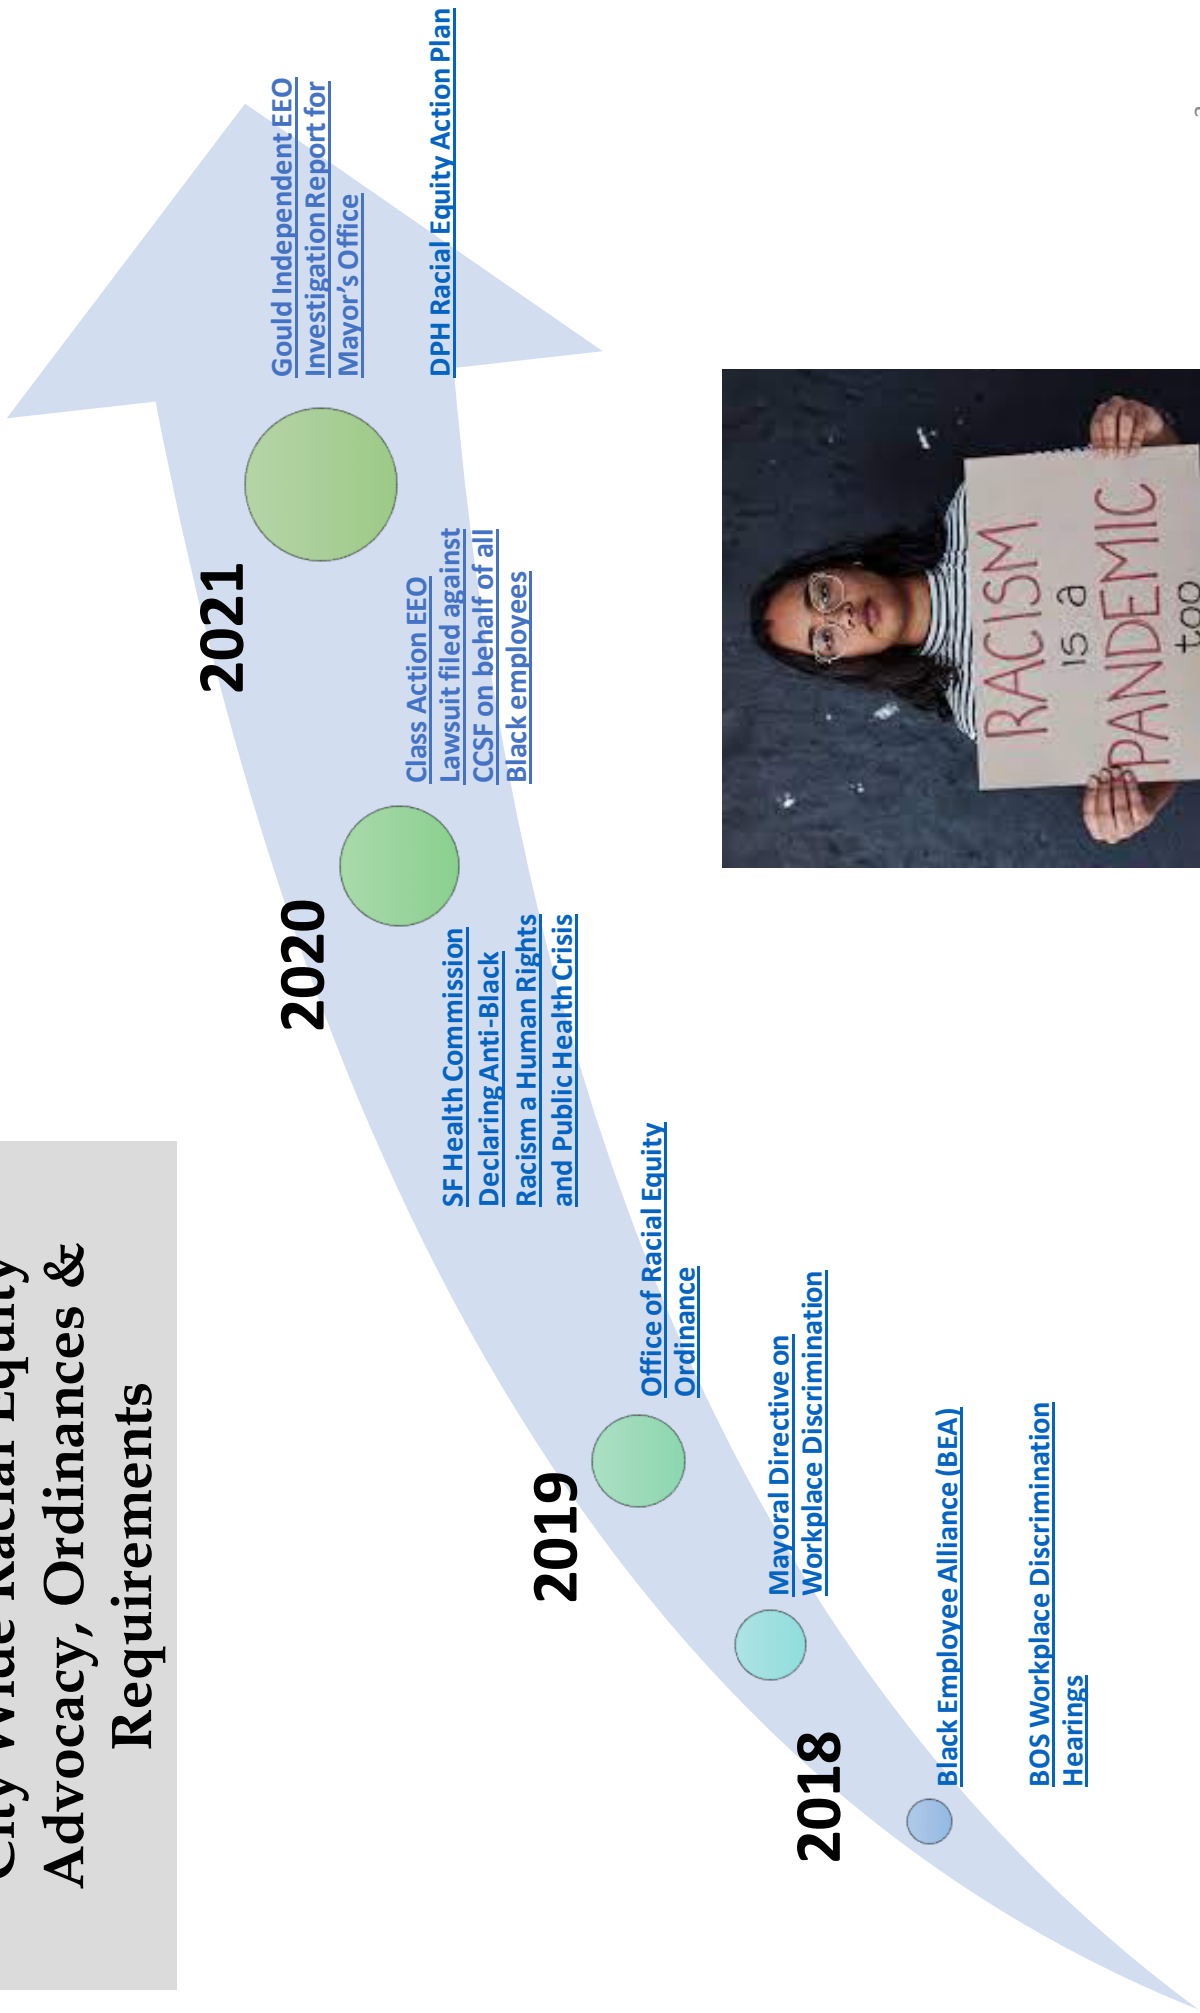 City Wide Racial Equity
Advocacy, Ordinances &
Requirements
2018
Black Employee Alliance (BEA)
BOS Workplace Discrimination
Hearings
Mayoral Directive on
Workplace Discrimination
2019
Office of Racial Equity
Ordinance
2020
SF Health Commission
Declaring Anti-Black
Racism a Human Rights
and Public Health Crisis
Class Action EEO
Lawsuit filed against
CCSF on behalf of all
Black employees
2021
Gould Independent EEO
Investigation Report for
Mayor’s Office
DPH Racial Equity Action Plan
RACISM
is a
PANDEMIC
too